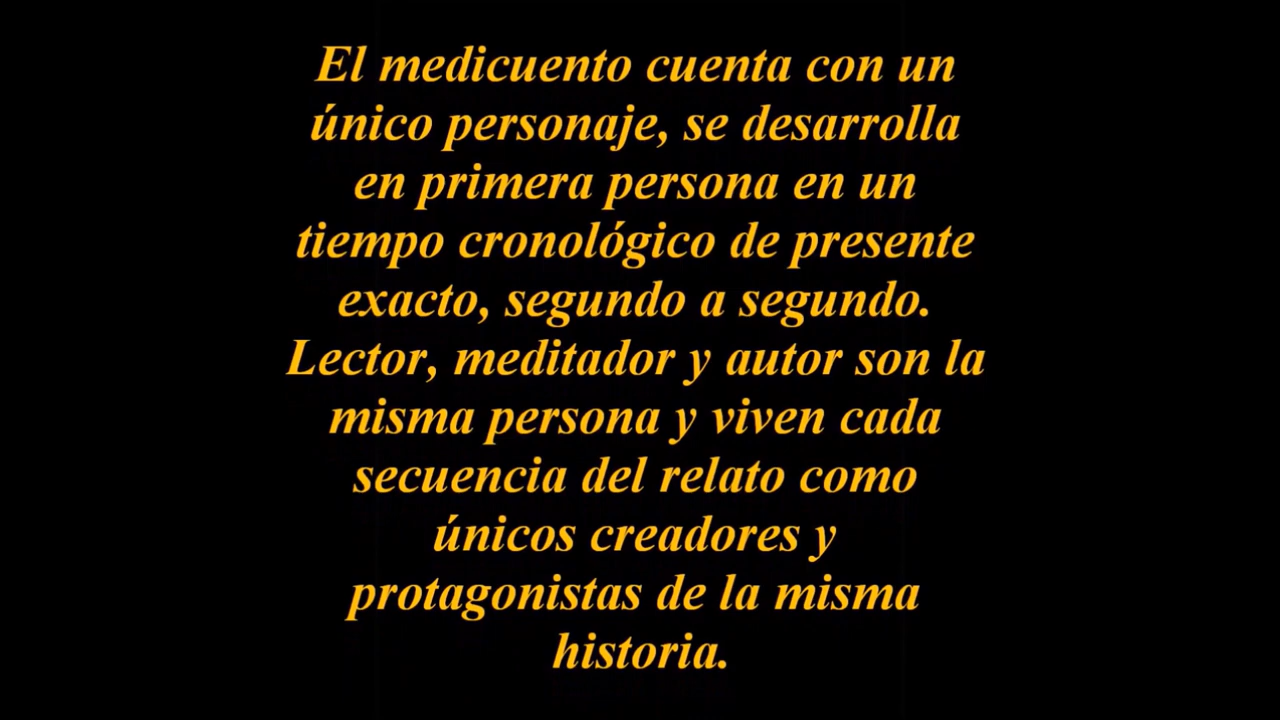 El medicuento cuenta con un
único personaje, se desarrolla
en primera persona en un
tiempo cronológico de presente
exacto, segundo a segundo.
Lector, meditador y autor son la
misma persona y viven cada
secuencia del relato como
únicos creadores y
protagonistas de la misma
historia.